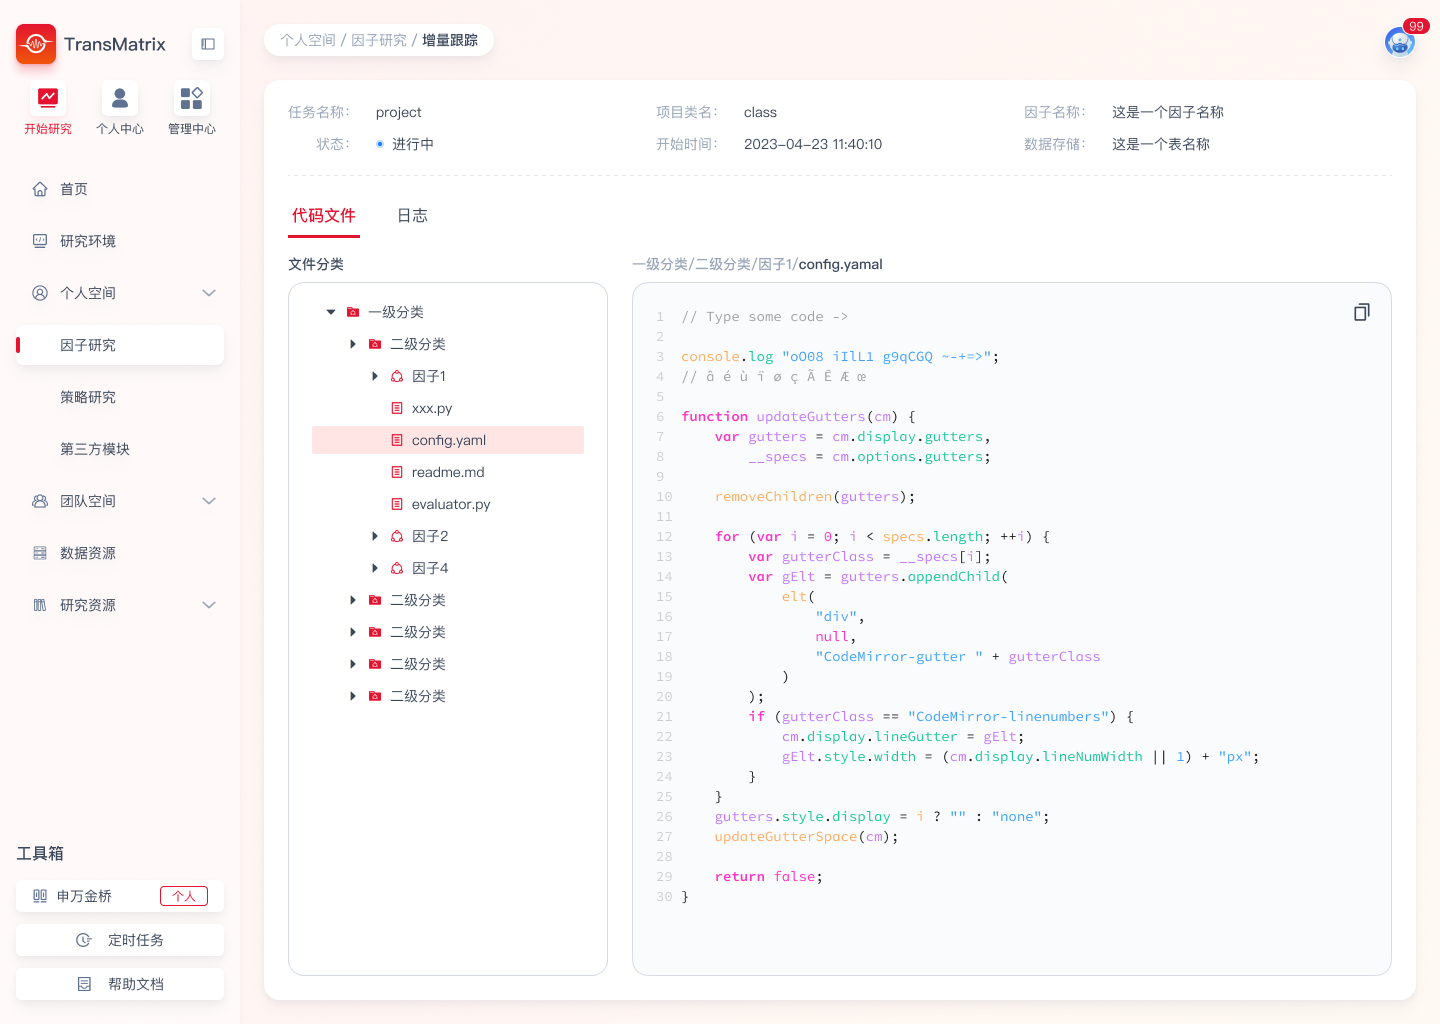 TransMatrix
开始研究
个人中心
管理中心
首页
研究环境
个人空间
因子研究
策略研究
第三方模块
团队空间
数据资源
研究资源
工具箱
申万金桥 个人
定时任务
帮助文档
个人空间 / 因子研究 / 增量跟踪
99
任务名称： project
项目类名： class
因子名称： 这是一个因子名称
状态： 进行中
开始时间： 2023-04-23 11:40:10
数据存储： 这是一个表名称
代码文件 日志
文件分类
一级分类
二级分类
因子1
xxx.py
config.yaml
readme.md
evaluator.py
因子2
因子4
二级分类
二级分类
二级分类
二级分类
一级分类/二级分类/因子1/config.yamal
1 // Type some code ->
2
3 console.log "oO08 iIlL1 g9qCGQ ~-+=>";
4 // â é ù ï ø ç Ã Ē Æ œ
5
6 function updateGutters(cm) {
7     var gutters = cm.display.gutters,
8         __specs = cm.options.gutters;
9
10     removeChildren(gutters);
11
12     for (var i = 0; i < specs.length; ++i) {
13         var gutterClass = __specs[i];
14         var gElt = gutters.appendChild(
15             elt(
16                 "div",
17                 null,
18                 "CodeMirror-gutter " + gutterClass
19             )
20         );
21         if (gutterClass == "CodeMirror-linenumbers") {
22             cm.display.lineGutter = gElt;
23             gElt.style.width = (cm.display.lineNumWidth || 1) + "px";
24         }
25     }
26     gutters.style.display = i ? "" : "none";
27     updateGutterSpace(cm);
28
29     return false;
30 }